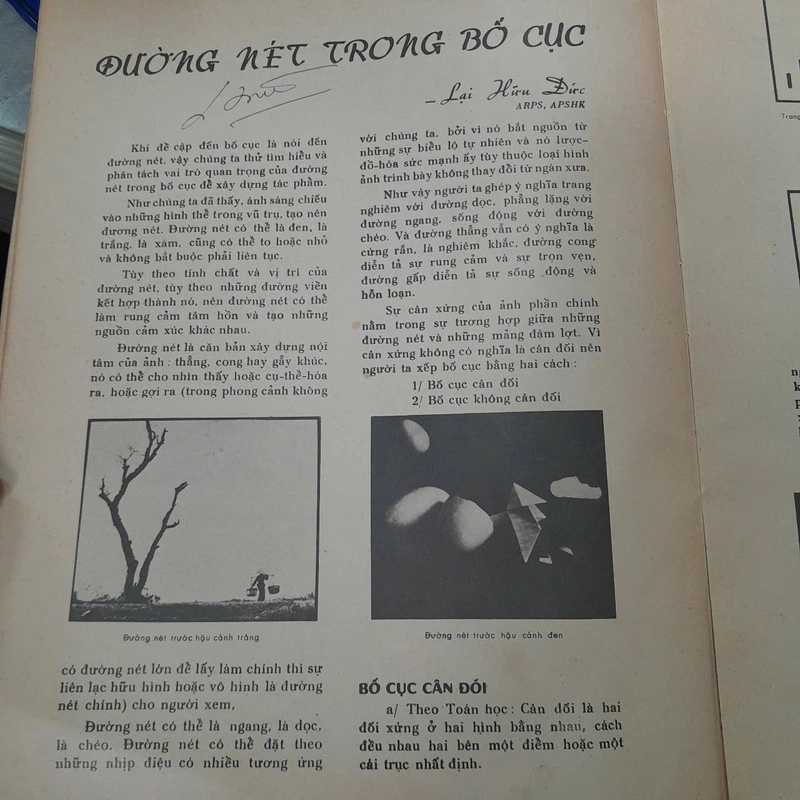 ĐƯỜNG NÉT TRONG BỐ CỤC
— Lại Hữu Đức
ARPS, APSHK
Khi đề cập đến bố cục là nói đến
đường nét, vậy chúng ta thử tìm hiểu và
phân tách vai trò quan trọng của đường
nét trong bố cục để xây dựng tác phẩm.
Như chúng ta đã thấy, ánh sáng chiếu
vào những hình thể trong vũ trụ, tạo nên
đương nét. Đường nét có thể là đen, là
trắng, là xám, cũng có thể to hoặc nhỏ
và không bắt buộc phải liên tục.
Tùy theo tính chất và vị trí của
đường nét, tùy theo những đường viền
kết hợp thành nó, nên đường nét có thể
làm rung cảm tâm hồn và tạo những
nguồn cảm xúc khác nhau.
Đường nét là căn bản xây dựng nội
tâm của ảnh : thẳng, cong hay gẫy khúc,
nó có thể cho nhìn thấy hoặc cụ-thể-hóa
ra, hoặc gợi ra (trong phong cảnh không
Đường nét trước hậu cảnh trắng
có đường nét lớn để lấy làm chính thì sự
liên lạc hữu hình hoặc vô hình là đường
nét chính) cho người xem,
Đường nét có thể là ngang, là dọc,
là chéo. Đường nét có thể đặt theo
những nhịp điệu có nhiều tương ứng
với chúng ta, bởi vì nó bắt nguồn từ
những sự biểu lộ tự nhiên và nó lược-
đồ-hóa sức mạnh ấy tùy thuộc loại hình
ảnh trình bày không thay đổi từ ngàn xưa.
Như vậy người ta ghép ý nghĩa trang
nghiêm với đường dọc, phẳng lặng với
đường ngang, sống động với đường
chéo. Và đường thẳng vẫn có ý nghĩa là
cứng rắn, là nghiêm khắc, đường cong
diễn tả sự rung cảm và sự trọn vẹn,
đường gấp diễn tả sự sống động và
hỗn loạn.
Sự cân xứng của ảnh phần chính
nằm trong sự tương hợp giữa những
đường nét và những mảng đậm lợt. Vì
cân xứng không có nghĩa là cân đối nên
người ta xếp bố cục bằng hai cách :
1/ Bố cục cân đối
2/ Bố cục không cân đối
Đường nét trước hậu cảnh đen
BỐ CỤC CÂN ĐỐI
a/ Theo Toán học : Cân đối là hai
đối xứng ở hai hình bằng nhau, cách
đều nhau hai bên một điểm hoặc một
cái trục nhất định.
Trang